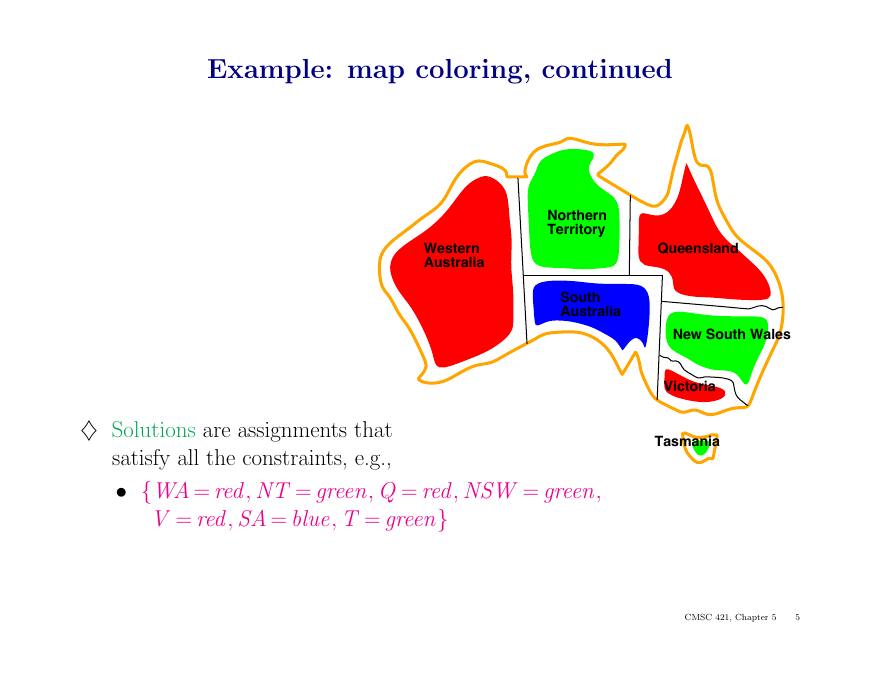 Example: map coloring, continued
Northern
Territory
Western
Australia
Queensland
South
Australia
New South Wales
Victoria
Tasmania
♢ Solutions are assignments that
satisfy all the constraints, e.g.,
• {WA = red, NT = green, Q = red, NSW = green,
V = red, SA = blue, T = green}
CMSC 421, Chapter 5 5